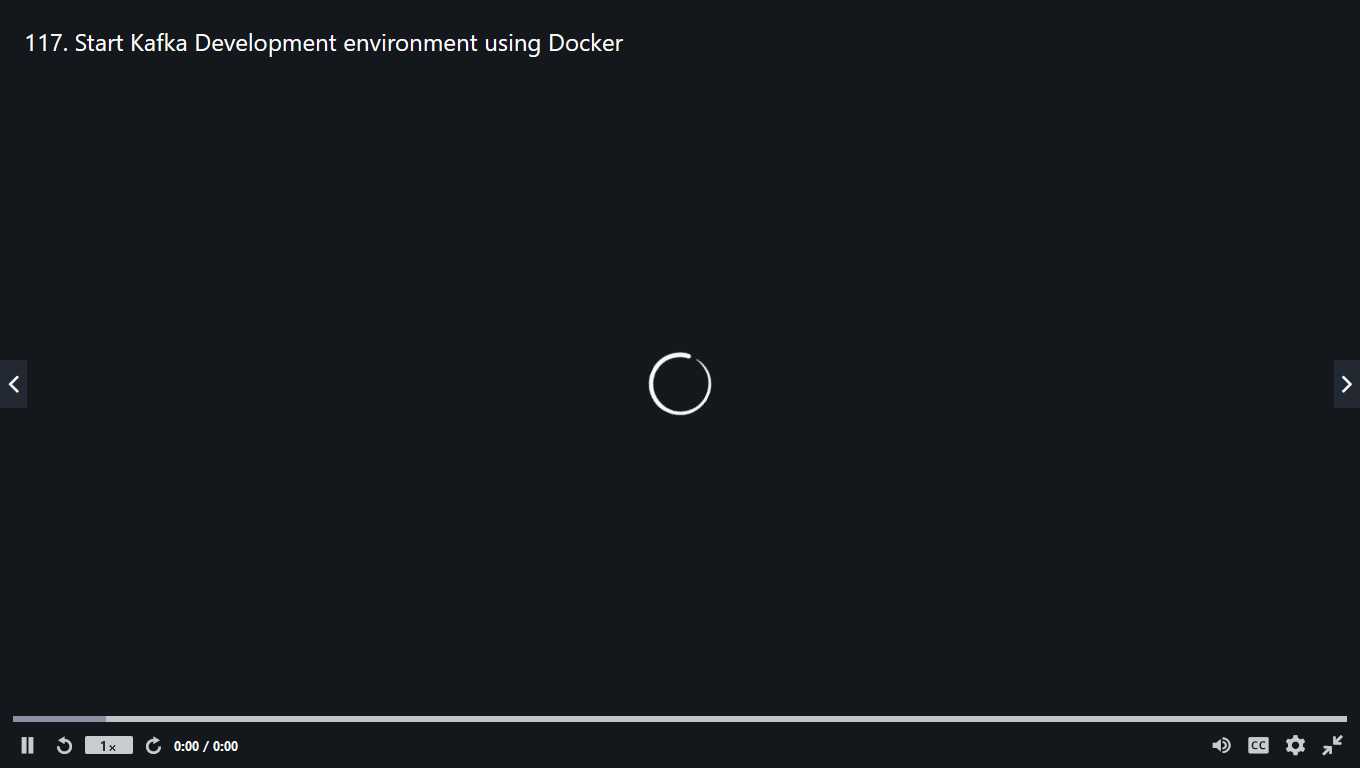 117. Start Kafka Development environment using Docker
1x
0:00 / 0:00
CC